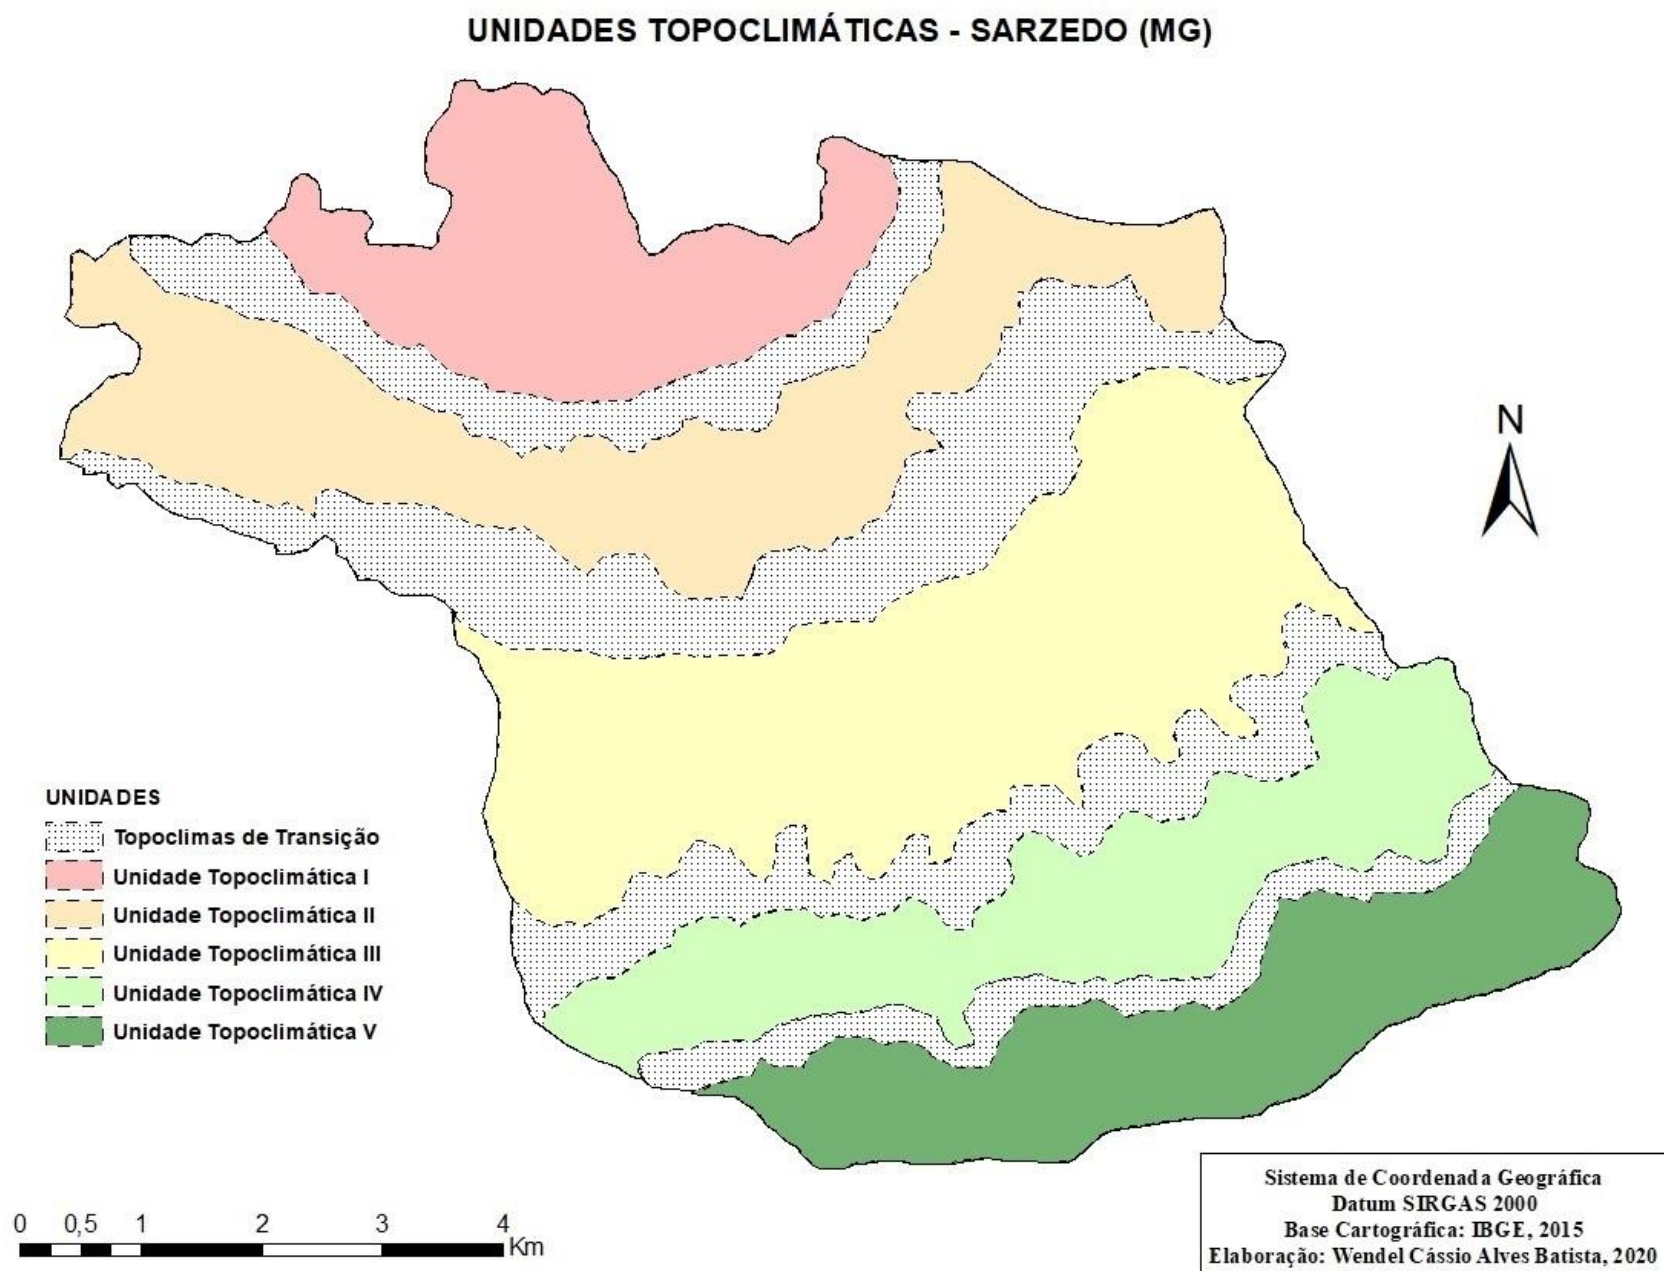 UNIDADES TOPOCLIMÁTICAS - SARZEDO (MG)
N
UNIDADES
Topoclimas de Transição
Unidade Topoclimática I
Unidade Topoclimática II
Unidade Topoclimática III
Unidade Topoclimática IV
Unidade Topoclimática V
0 0,5 1 2 3 4
Km
Sistema de Coordenada Geográfica
Datum SIRGAS 2000
Base Cartográfica: IBGE, 2015
Elaboração: Wendel Cássio Alves Batista, 2020